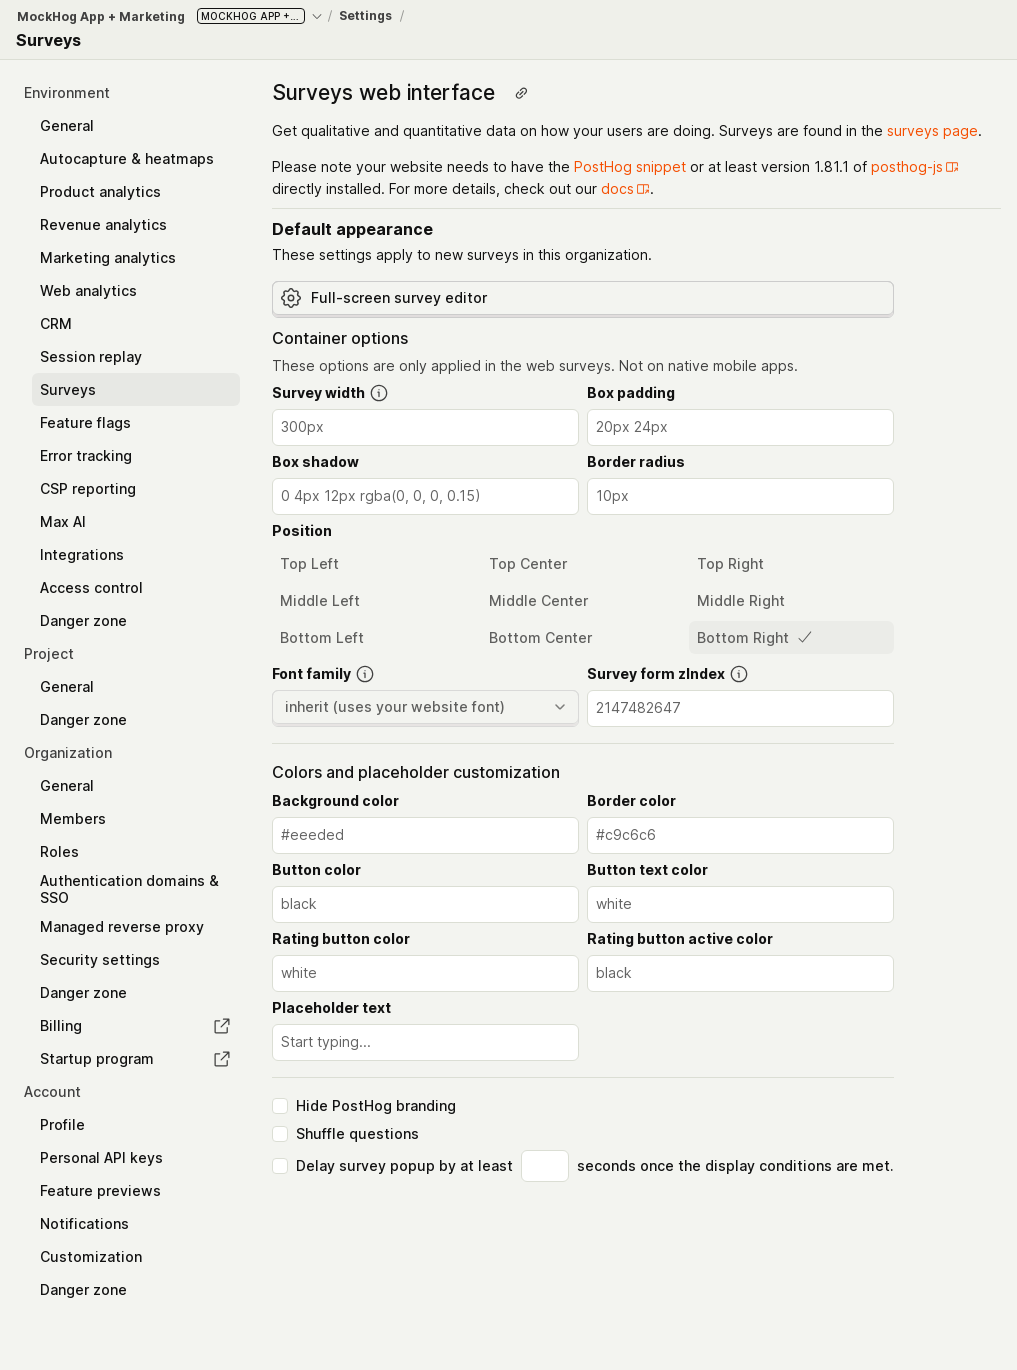 MockHog App + Marketing MOCKHOG APP +... / Settings /
Surveys
Environment
General
Autocapture & heatmaps
Product analytics
Revenue analytics
Marketing analytics
Web analytics
CRM
Session replay
Surveys
Feature flags
Error tracking
CSP reporting
Max AI
Integrations
Access control
Danger zone
Project
General
Danger zone
Organization
General
Members
Roles
Authentication domains &
SSO
Managed reverse proxy
Security settings
Danger zone
Billing
Startup program
Account
Profile
Personal API keys
Feature previews
Notifications
Customization
Danger zone
Surveys web interface
Get qualitative and quantitative data on how your users are doing. Surveys are found in the surveys page.
Please note your website needs to have the PostHog snippet or at least version 1.81.1 of posthog-js
directly installed. For more details, check out our docs.
Default appearance
These settings apply to new surveys in this organization.
Full-screen survey editor
Container options
These options are only applied in the web surveys. Not on native mobile apps.
Survey width Box padding
300px 20px 24px
Box shadow Border radius
0 4px 12px rgba(0, 0, 0, 0.15) 10px
Position
Top Left Top Center Top Right
Middle Left Middle Center Middle Right
Bottom Left Bottom Center Bottom Right
Font family Survey form zIndex
inherit (uses your website font) 2147482647
Colors and placeholder customization
Background color Border color
#eeeded #c9c6c6
Button color Button text color
black white
Rating button color Rating button active color
white black
Placeholder text
Start typing...
Hide PostHog branding
Shuffle questions
Delay survey popup by at least seconds once the display conditions are met.